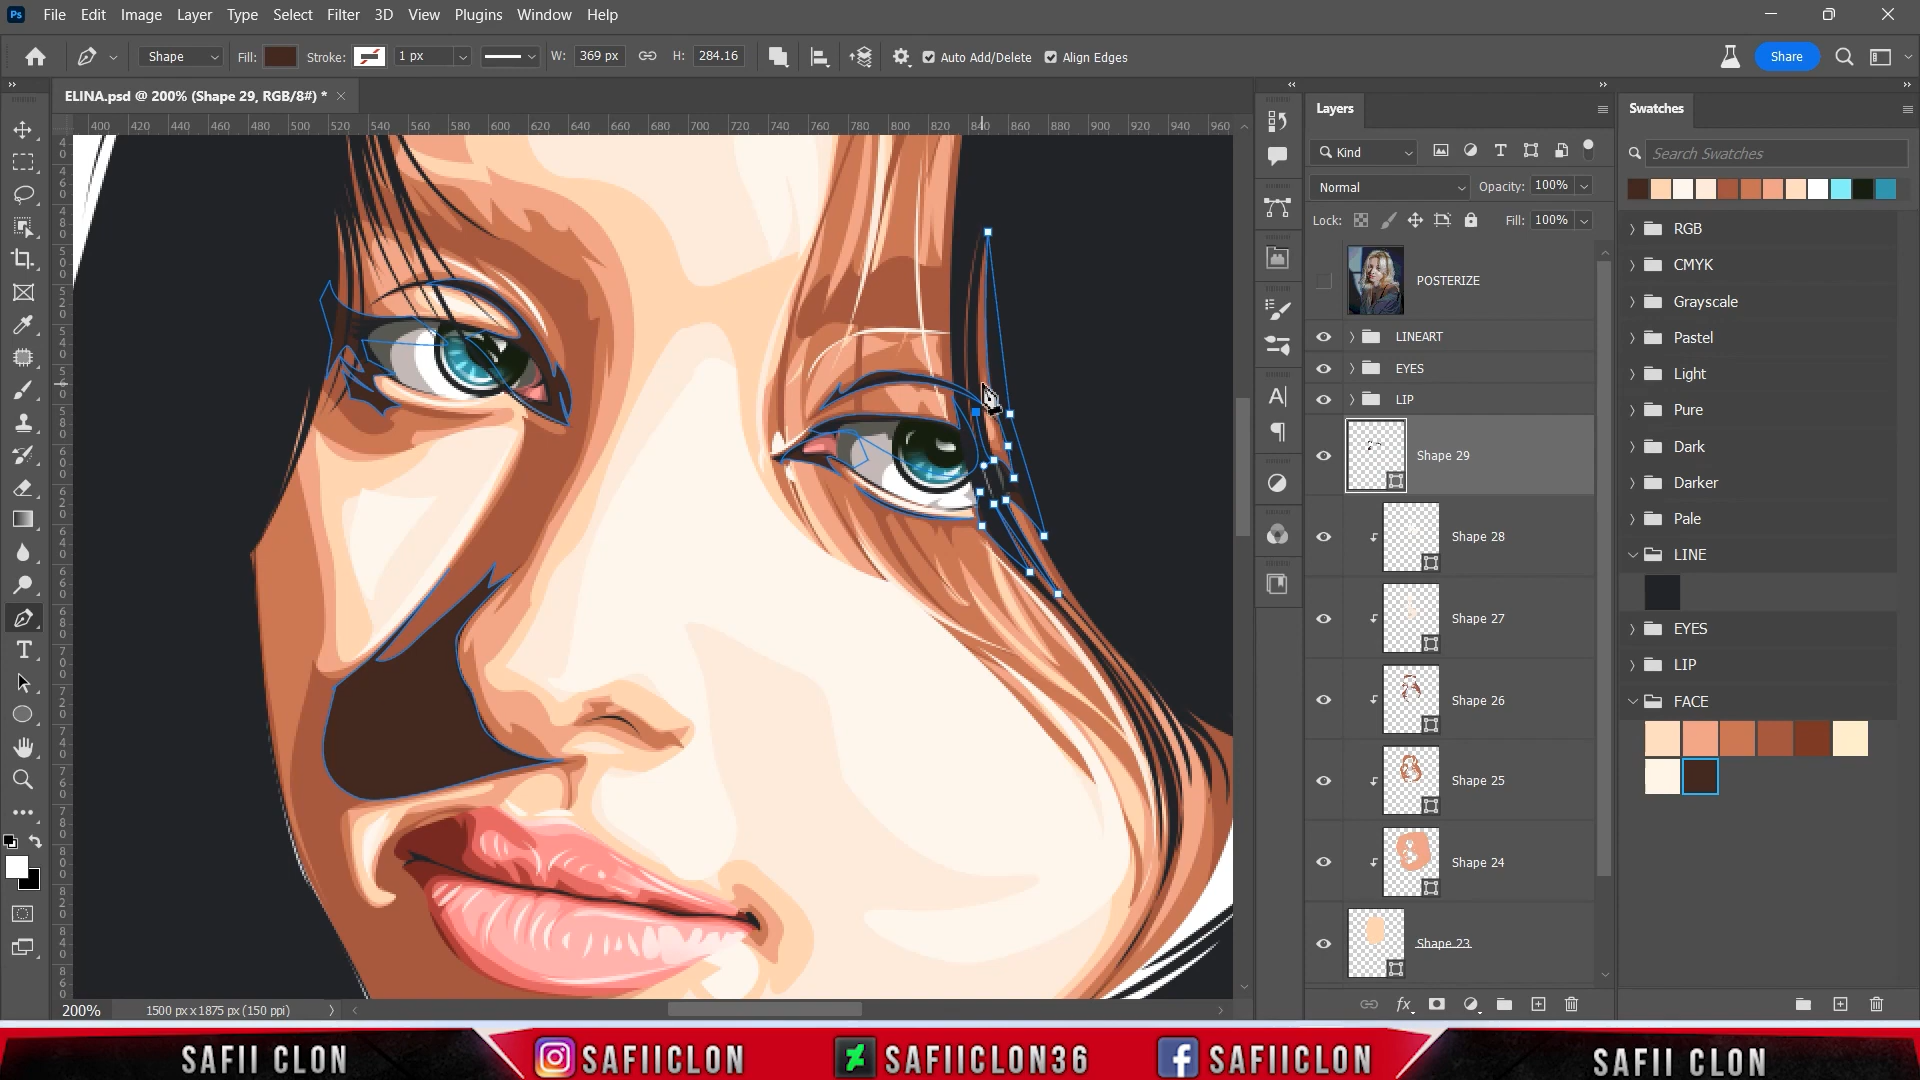 Ps File Edit Image Layer Type Select Filter 3D View Plugins Window Help
Shape Fill: Stroke: 1 px W: 369 px H: 284.16 Auto Add/Delete Align Edges Share
ELINA.psd @ 200% (Shape 29, RGB/8#) *
400 420 440 460 480 500 520 540 560 580 600 620 640 660 680 700 720 740 760 780 800 820 840 860 880 900 920 940 960
Layers
Kind
Normal Opacity: 100%
Lock: Fill: 100%
POSTERIZE
LINEART
EYES
LIP
Shape 29
Shape 28
Shape 27
Shape 26
Shape 25
Shape 24
Shape 23
Swatches
Search Swatches
RGB
CMYK
Grayscale
Pastel
Light
Pure
Dark
Darker
Pale
LINE
EYES
LIP
FACE
200% 1500 px x 1875 px (150 ppi)
SAFII CLON SAFIICLON SAFIICLON36 SAFIICLON SAFII CLON